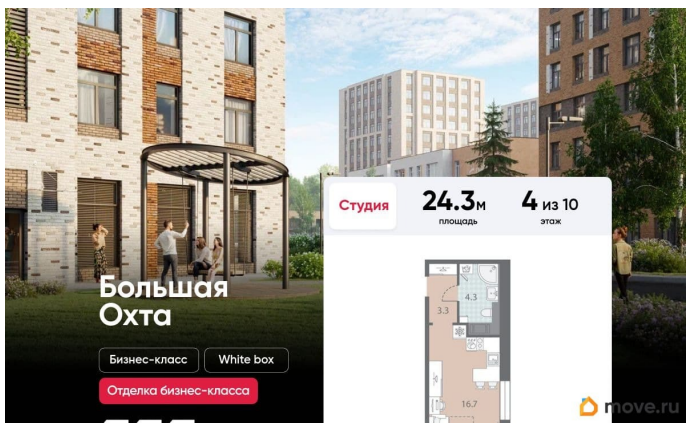 Студия
24.3м
площадь
4 из 10
этаж
4.3
3.3
16.7
Большая
Охта
Бизнес-класс
White box
Отделка бизнес-класса
move.ru